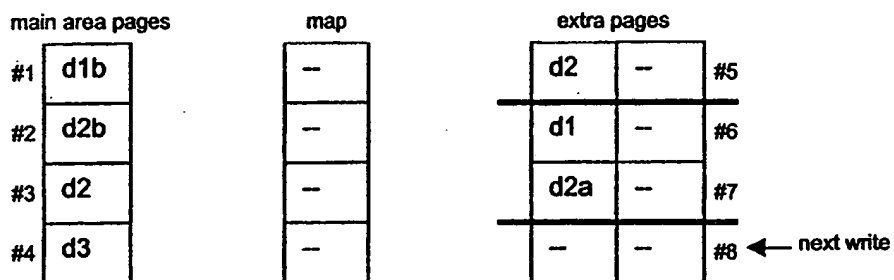 main area pages map extra pages
#1 d1b -- d2 -- #5
#2 d2b -- d1 -- #6
#3 d2 -- d2a -- #7
#4 d3 -- -- -- #8 next write